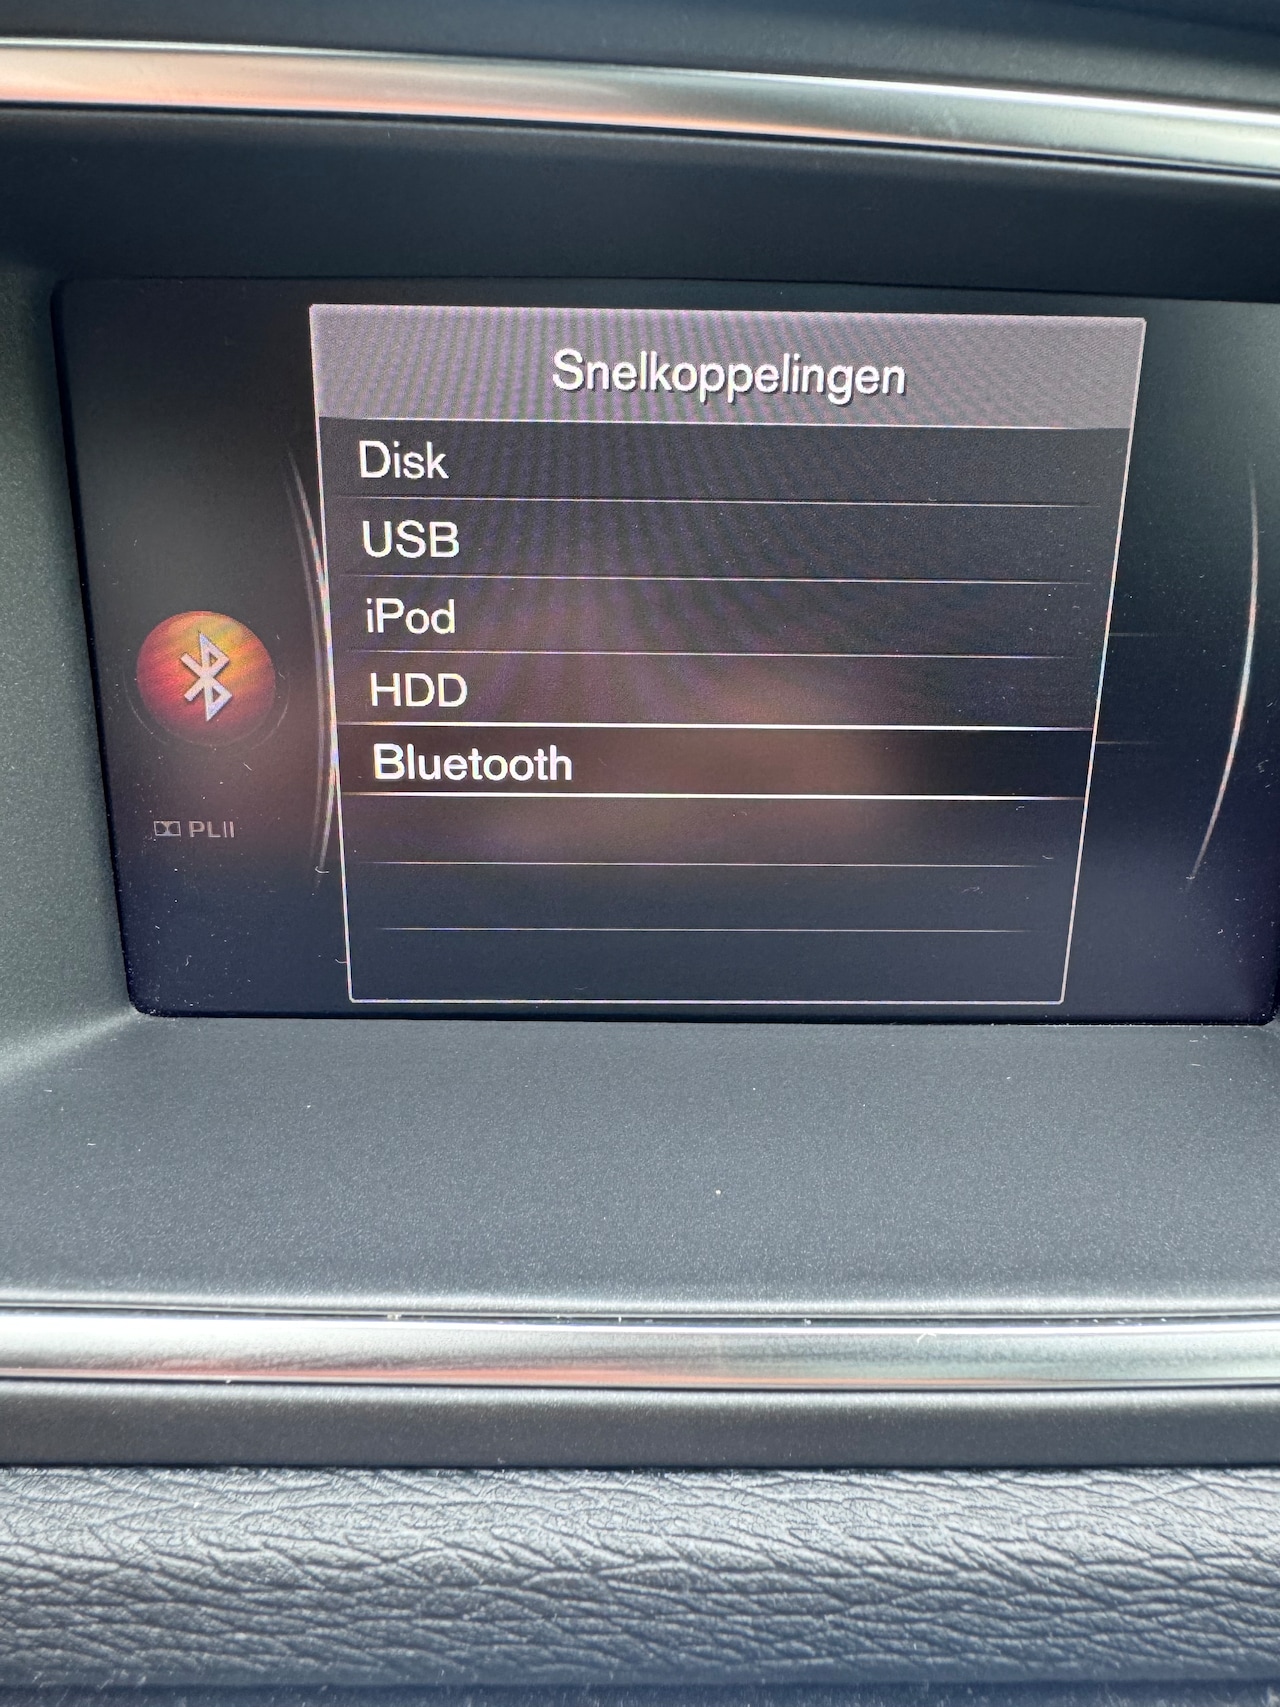 Snelkoppelingen
Disk
USB
iPod
HDD
Bluetooth
PLII